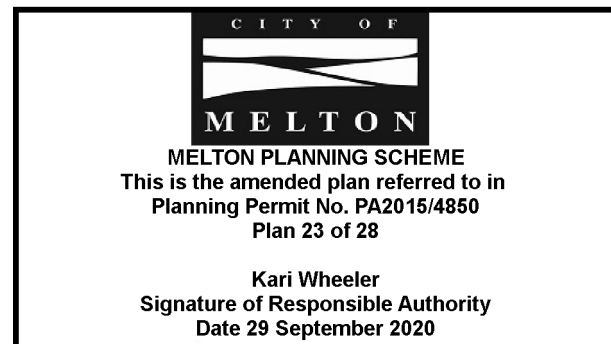 CITY OF
MELTON
MELTON PLANNING SCHEME
This is the amended plan referred to in
Planning Permit No. PA2015/4850
Plan 23 of 28
Kari Wheeler
Signature of Responsible Authority
Date 29 September 2020